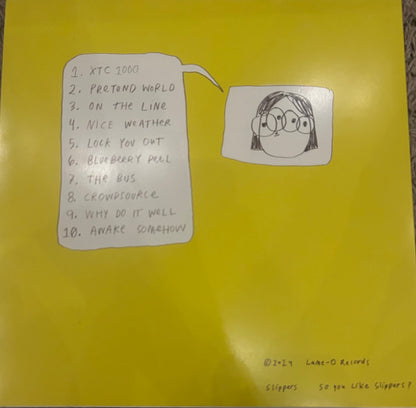 1. XTC 2000
2. PRETEND WORLD
3. ON THE LINE
4. NICE WEATHER
5. LOCK YOU OUT
6. BLUEBERRY PEEL
7. THE BUS
8. CROWDSOURCE
9. WHY DO IT WELL
10. AWAKE SOMEHOW
©2024 Lame-O Records
Slippers So you Like Slippers?